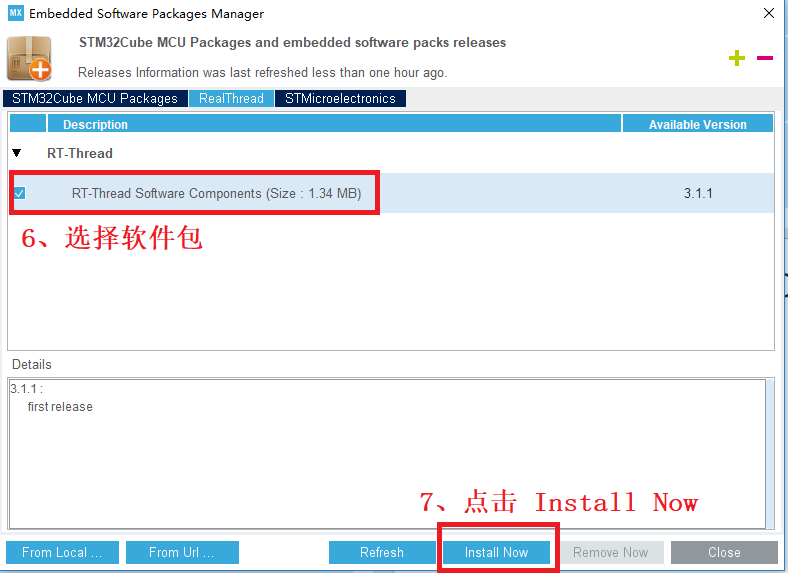 MX Embedded Software Packages Manager
STM32Cube MCU Packages and embedded software packs releases
Releases Information was last refreshed less than one hour ago.
STM32Cube MCU Packages RealThread STMicroelectronics
Description Available Version
RT-Thread
RT-Thread Software Components (Size : 1.34 MB) 3.1.1
6、选择软件包
Details
3.1.1 :
first release
7、点击 Install Now
From Local ... From Url ... Refresh Install Now Remove Now Close